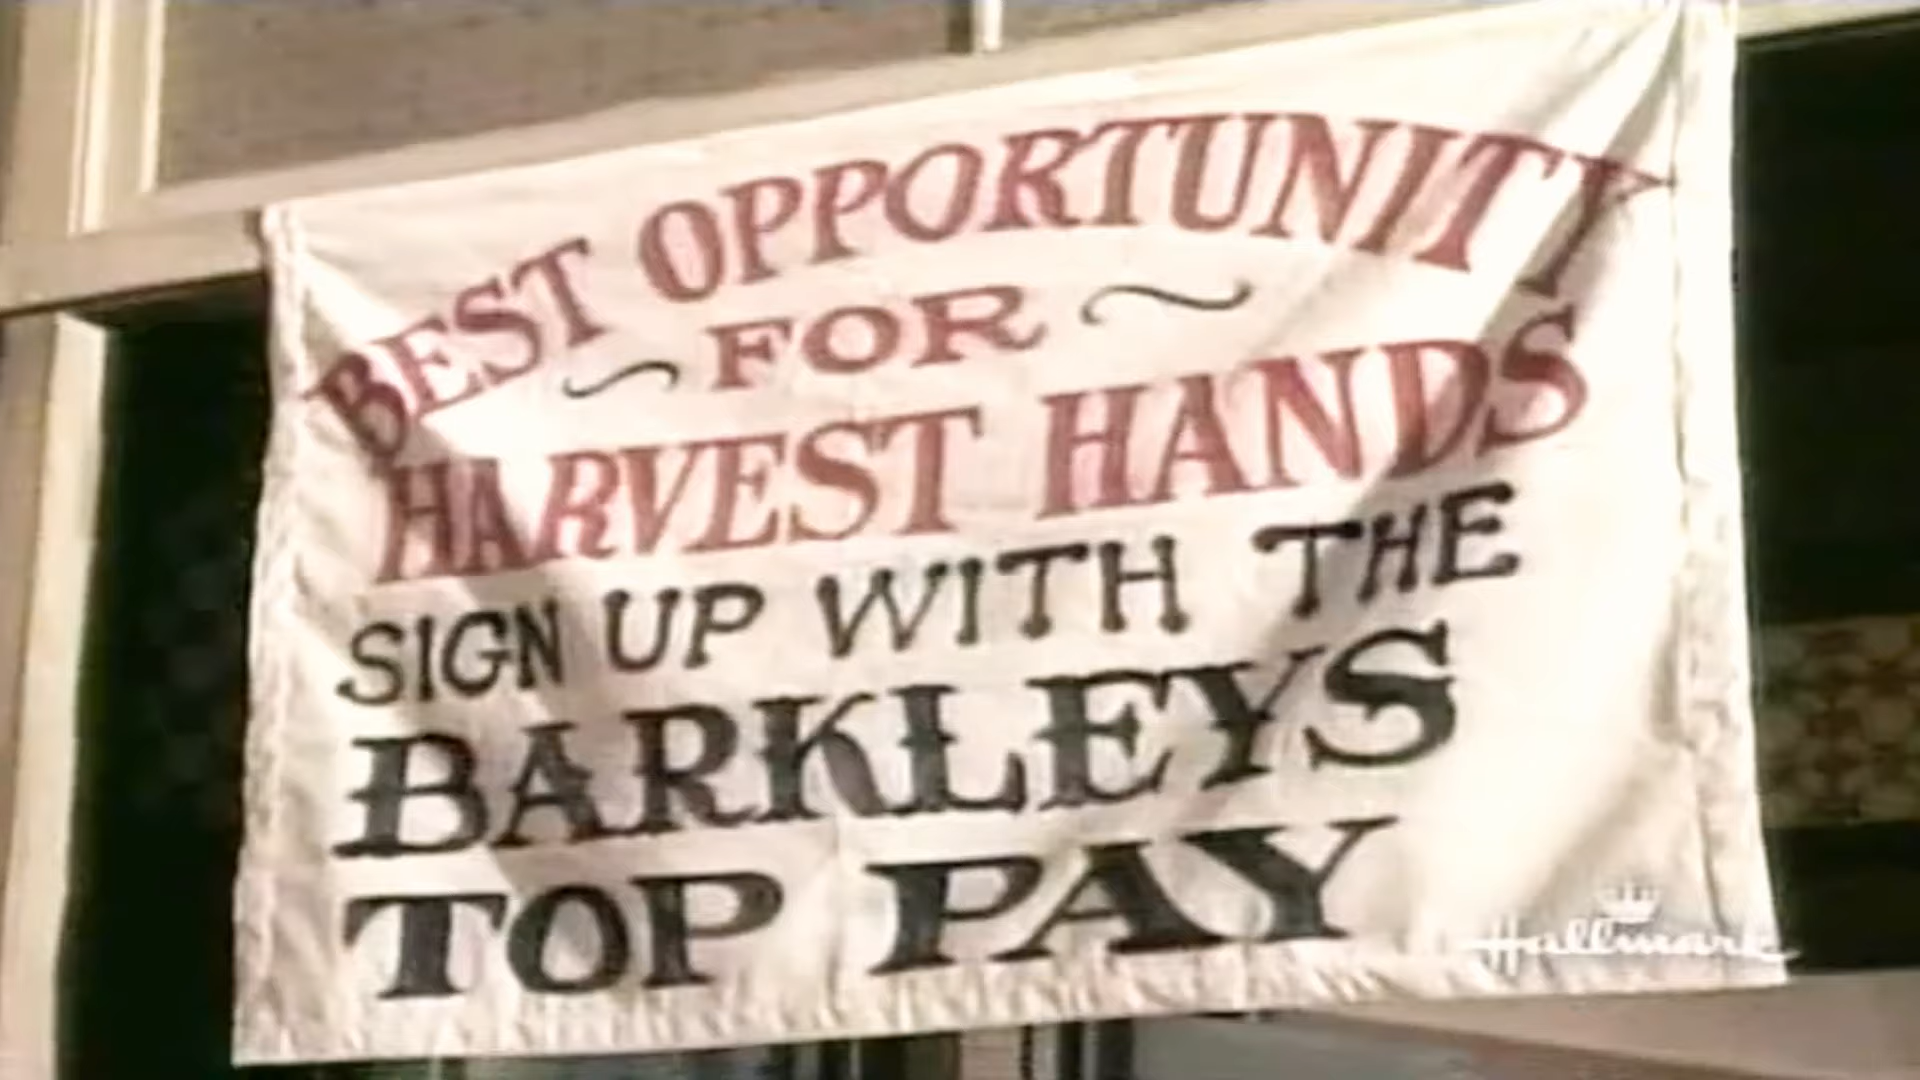 BEST OPPORTUNITY
~ FOR ~
HARVEST HANDS
SIGN UP WITH THE
BARKLEYS
TOP PAY
Hallmark